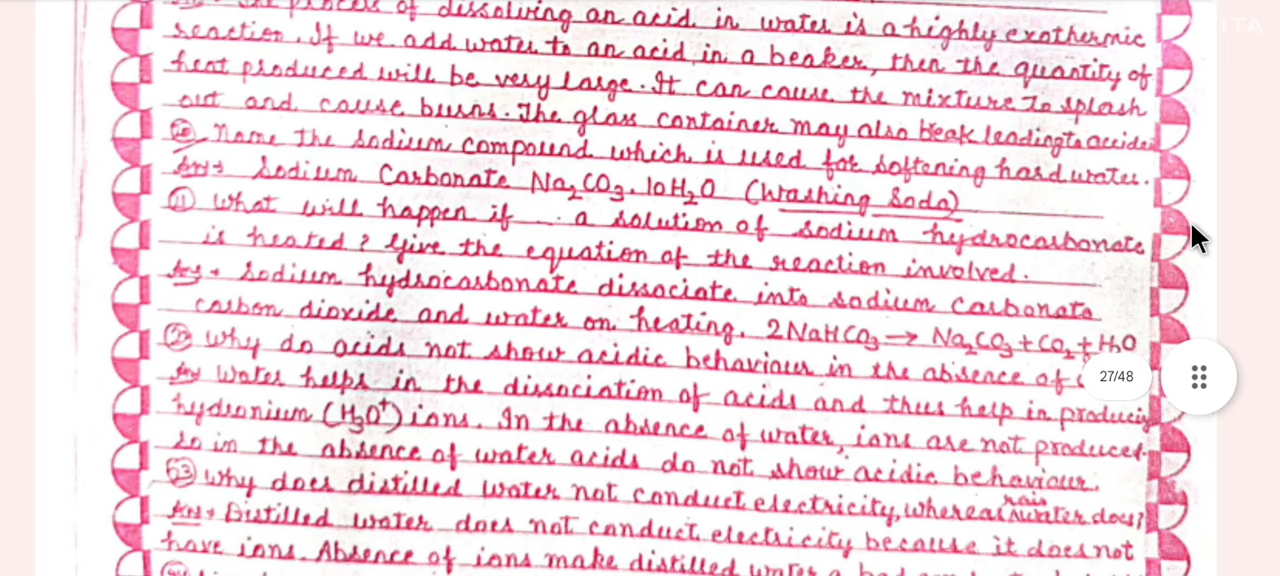 process of dissolving an acid in water is a highly exothermic
reaction. If we add water to an acid in a beaker, then the quantity of
heat produced will be very large. It can cause the mixture to splash
out and cause burns. The glass container may also break leading to
Name the sodium compound which is used for softening hard water.
Ans→ Sodium Carbonate Na₂CO₃.10H₂O (Washing Soda)
⑪ What will happen if a solution of sodium hydrocarbonate
is heated? Give the equation of the reaction involved.
Ans→ Sodium hydrocarbonate dissociate into sodium Carbonate
carbon dioxide and water on heating. 2NaHCO₃→ Na₂CO₃+CO₂+H₂O
Why do acids not show acidic behaviour in the absence of
27/48
Ans Water helps in the dissociation of acids and thus help in
hydronium (H₃O⁺) ions. In the absence of water, ions are not produced.
so in the absence of water acids do not show acidic behaviour.
Why does distilled water not conduct electricity, whereas rain water does?
Ans→ Distilled water does not conduct electricity because it does not
have ions. Absence of ions make distilled water a